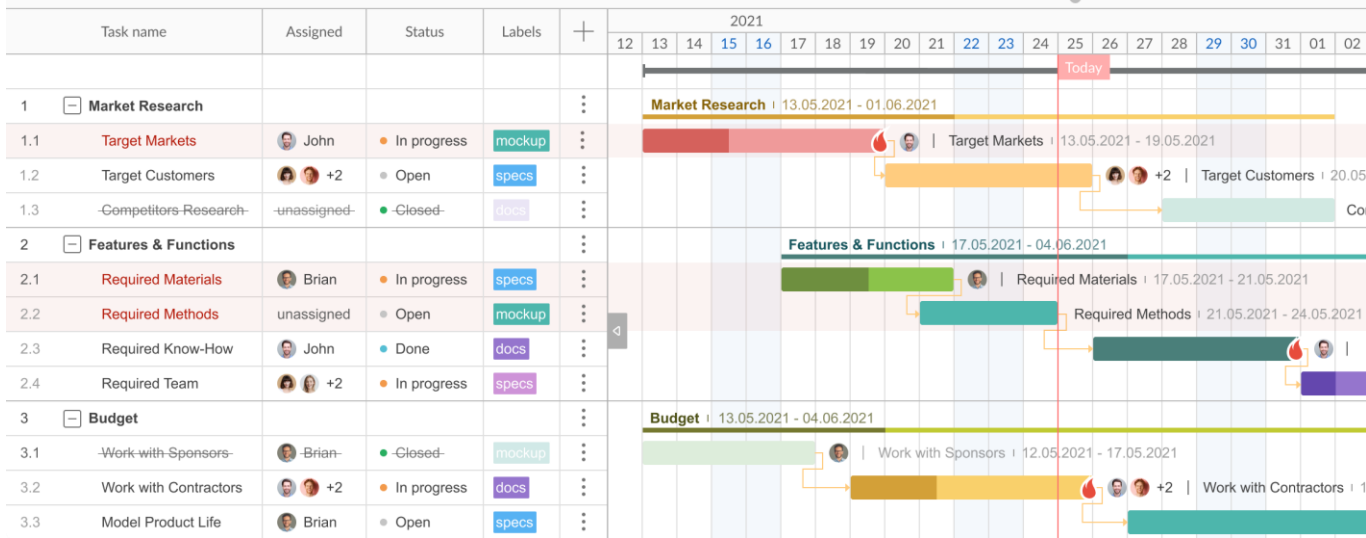 2021
Task name Assigned Status Labels 12 13 14 15 16 17 18 19 20 21 22 23 24 25 26 27 28 29 30 31 01 02
Today
1 Market Research Market Research 13.05.2021 - 01.06.2021
1.1 Target Markets John In progress mockup | Target Markets 13.05.2021 - 19.05.2021
1.2 Target Customers +2 Open specs +2 | Target Customers 20.05
1.3 Competitors Research unassigned Closed docs Co
2 Features & Functions Features & Functions 17.05.2021 - 04.06.2021
2.1 Required Materials Brian In progress specs | Required Materials 17.05.2021 - 21.05.2021
2.2 Required Methods unassigned Open mockup Required Methods 21.05.2021 - 24.05.2021
2.3 Required Know-How John Done docs |
2.4 Required Team +2 In progress specs
3 Budget Budget 13.05.2021 - 04.06.2021
3.1 Work with Sponsors Brian Closed mockup | Work with Sponsors 12.05.2021 - 17.05.2021
3.2 Work with Contractors +2 In progress docs +2 | Work with Contractors 1
3.3 Model Product Life Brian Open specs